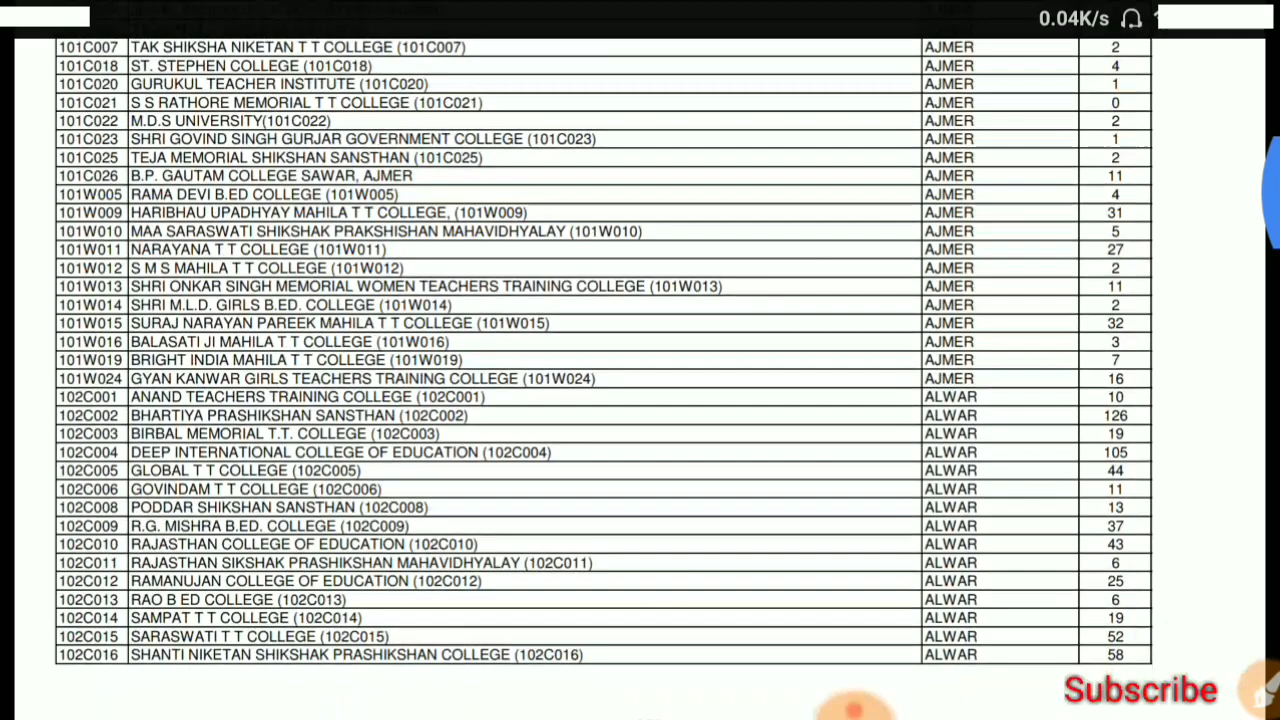 0.04K/s
101C007 TAK SHIKSHA NIKETAN T T COLLEGE (101C007) AJMER 2
101C018 ST. STEPHEN COLLEGE (101C018) AJMER 4
101C020 GURUKUL TEACHER INSTITUTE (101C020) AJMER 1
101C021 S S RATHORE MEMORIAL T T COLLEGE (101C021) AJMER 0
101C022 M.D.S UNIVERSITY(101C022) AJMER 2
101C023 SHRI GOVIND SINGH GURJAR GOVERNMENT COLLEGE (101C023) AJMER 1
101C025 TEJA MEMORIAL SHIKSHAN SANSTHAN (101C025) AJMER 2
101C026 B.P. GAUTAM COLLEGE SAWAR, AJMER AJMER 11
101W005 RAMA DEVI B.ED COLLEGE (101W005) AJMER 4
101W009 HARIBHAU UPADHYAY MAHILA T T COLLEGE, (101W009) AJMER 31
101W010 MAA SARASWATI SHIKSHAK PRAKSHISHAN MAHAVIDHYALAY (101W010) AJMER 5
101W011 NARAYANA T T COLLEGE (101W011) AJMER 27
101W012 S M S MAHILA T T COLLEGE (101W012) AJMER 2
101W013 SHRI ONKAR SINGH MEMORIAL WOMEN TEACHERS TRAINING COLLEGE (101W013) AJMER 11
101W014 SHRI M.L.D. GIRLS B.ED. COLLEGE (101W014) AJMER 2
101W015 SURAJ NARAYAN PAREEK MAHILA T T COLLEGE (101W015) AJMER 32
101W016 BALASATI JI MAHILA T T COLLEGE (101W016) AJMER 3
101W019 BRIGHT INDIA MAHILA T T COLLEGE (101W019) AJMER 7
101W024 GYAN KANWAR GIRLS TEACHERS TRAINING COLLEGE (101W024) AJMER 16
102C001 ANAND TEACHERS TRAINING COLLEGE (102C001) ALWAR 10
102C002 BHARTIYA PRASHIKSHAN SANSTHAN (102C002) ALWAR 126
102C003 BIRBAL MEMORIAL T.T. COLLEGE (102C003) ALWAR 19
102C004 DEEP INTERNATIONAL COLLEGE OF EDUCATION (102C004) ALWAR 105
102C005 GLOBAL T T COLLEGE (102C005) ALWAR 44
102C006 GOVINDAM T T COLLEGE (102C006) ALWAR 11
102C008 PODDAR SHIKSHAN SANSTHAN (102C008) ALWAR 13
102C009 R.G. MISHRA B.ED. COLLEGE (102C009) ALWAR 37
102C010 RAJASTHAN COLLEGE OF EDUCATION (102C010) ALWAR 43
102C011 RAJASTHAN SIKSHAK PRASHIKSHAN MAHAVIDHYALAY (102C011) ALWAR 6
102C012 RAMANUJAN COLLEGE OF EDUCATION (102C012) ALWAR 25
102C013 RAO B ED COLLEGE (102C013) ALWAR 6
102C014 SAMPAT T T COLLEGE (102C014) ALWAR 19
102C015 SARASWATI T T COLLEGE (102C015) ALWAR 52
102C016 SHANTI NIKETAN SHIKSHAK PRASHIKSHAN COLLEGE (102C016) ALWAR 58
Subscribe